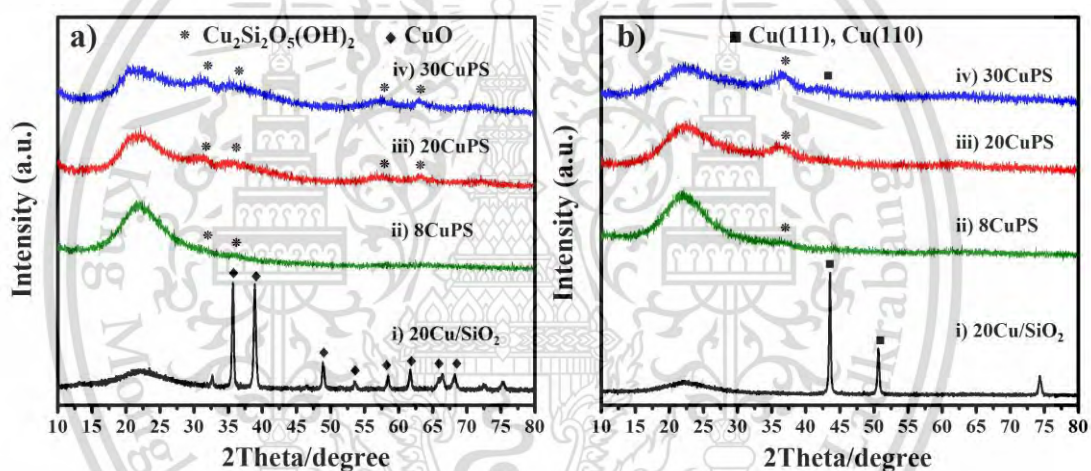 a)
* Cu₂Si₂O₅(OH)₂ ◆ CuO
iv) 30CuPS
iii) 20CuPS
ii) 8CuPS
i) 20Cu/SiO₂
Intensity (a.u.)
10 15 20 25 30 35 40 45 50 55 60 65 70 75 80
2Theta/degree
b)
■ Cu(111), Cu(110)
iv) 30CuPS
iii) 20CuPS
ii) 8CuPS
i) 20Cu/SiO₂
Intensity (a.u.)
10 15 20 25 30 35 40 45 50 55 60 65 70 75 80
2Theta/degree
King Mong
krabang